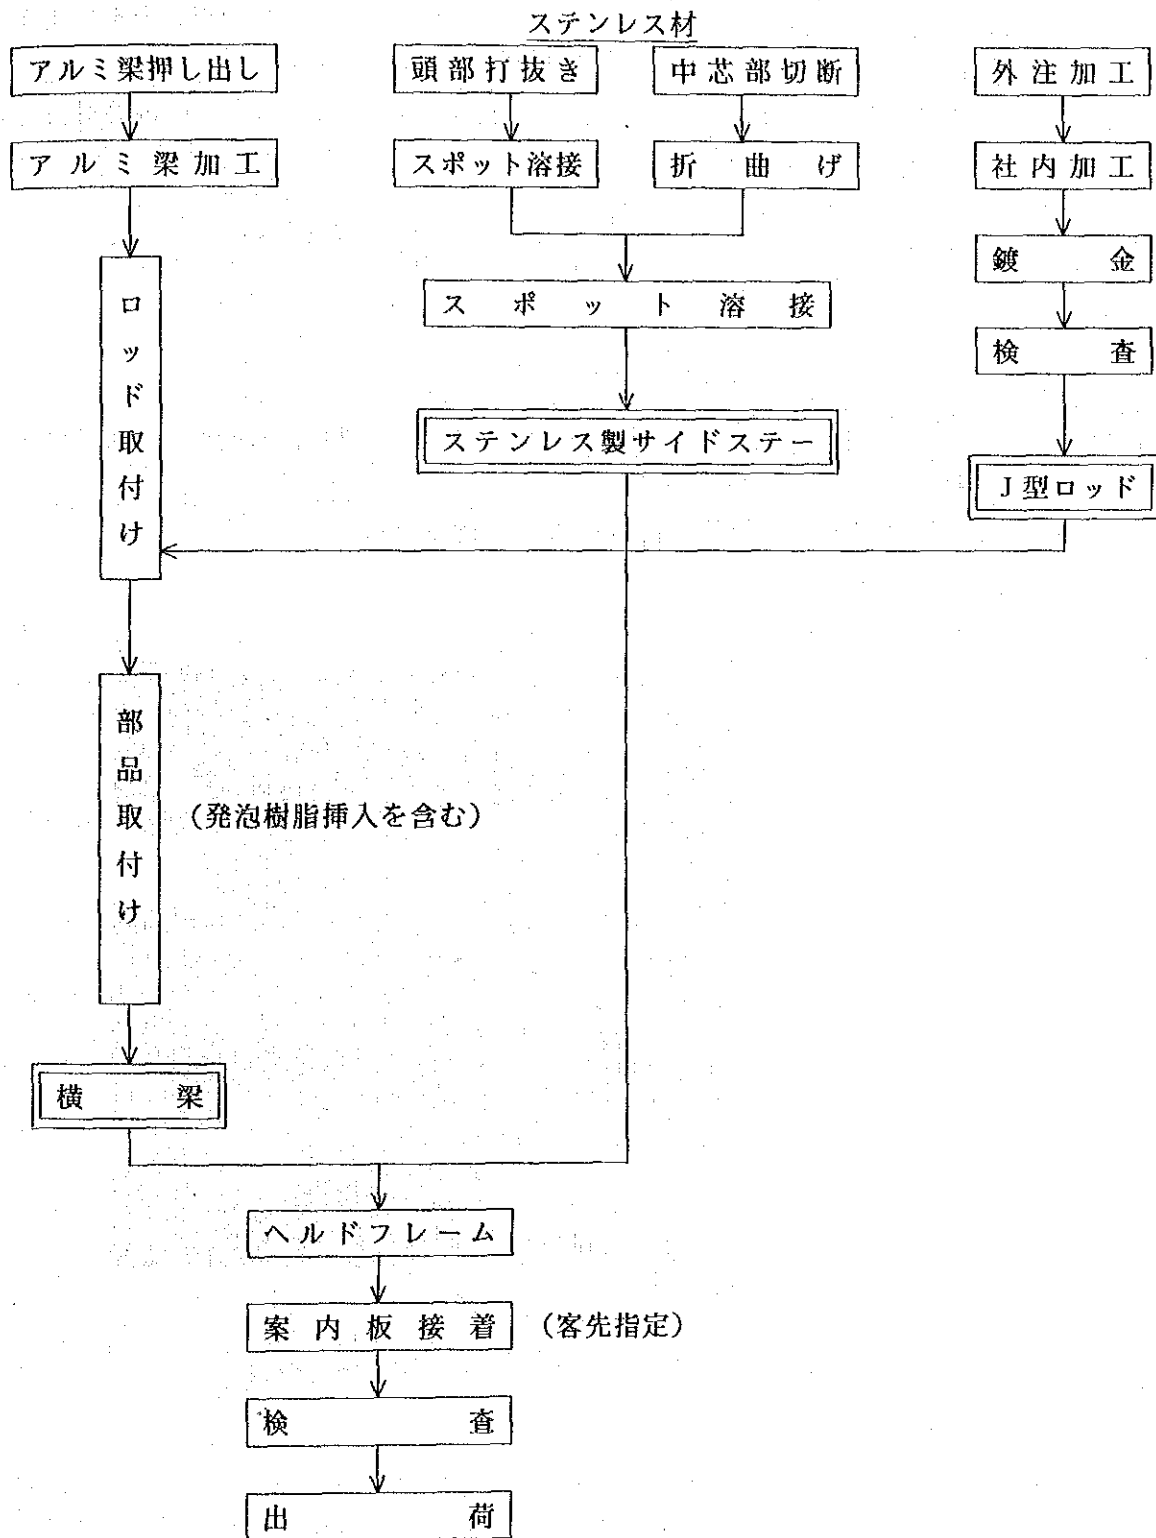 ステンレス材
アルミ梁押し出し
頭部打抜き
中芯部切断
外注加工
アルミ梁加工
スポット溶接
折曲げ
社内加工
鍍金
ロッド取付け
スポット溶接
検査
ステンレス製サイドステー
J型ロッド
部品取付け
(発泡樹脂挿入を含む)
横梁
ヘルドフレーム
案内板接着
(客先指定)
検査
出荷